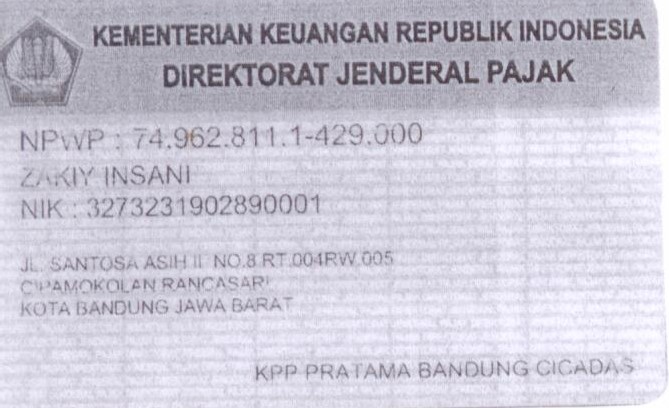 KEMENTERIAN KEUANGAN REPUBLIK INDONESIA
DIREKTORAT JENDERAL PAJAK
NPWP : 74.962.811.1-429.000
ZAKIY INSANI
NIK : 3273231902890001
JL. SANTOSA ASIH II NO.8 RT.004RW.005
CIPAMOKOLAN RANCASARI
KOTA BANDUNG JAWA BARAT
KPP PRATAMA BANDUNG CICADAS